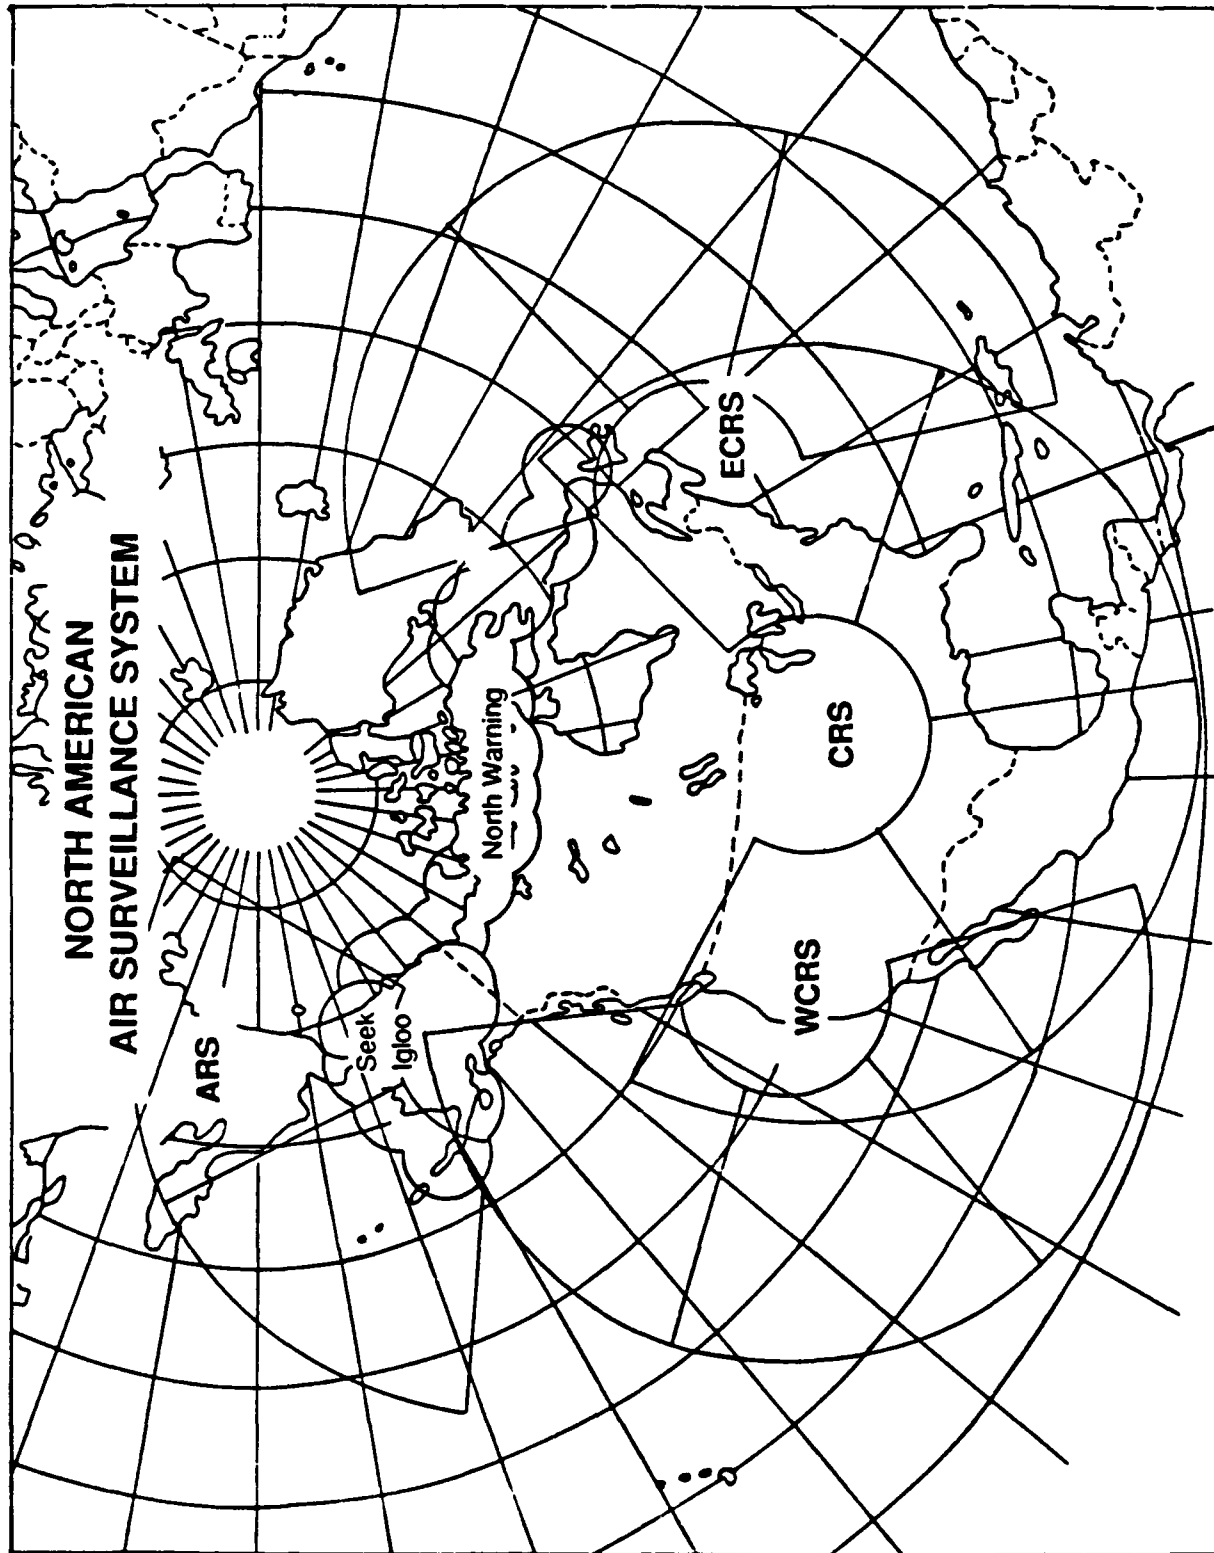 NORTH AMERICAN
AIR SURVEILLANCE SYSTEM
ARS
Seek
Igloo
North Warning
ECRS
WCRS
CRS